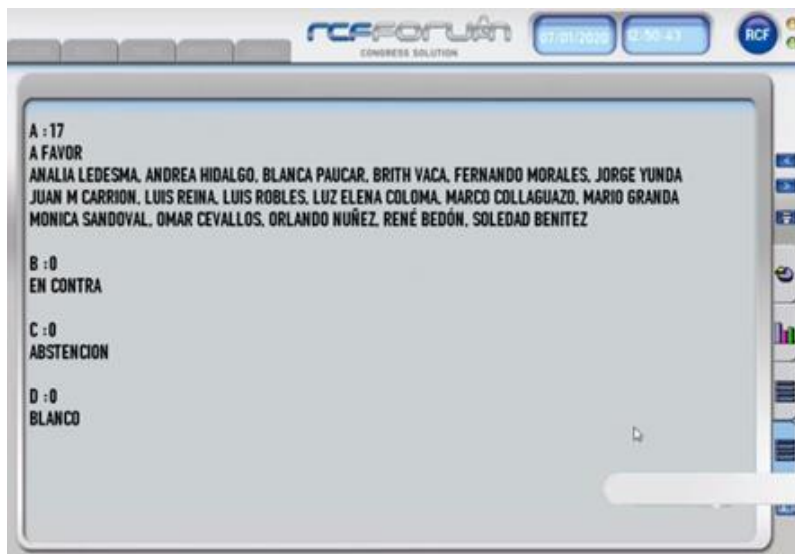 RCFFORUM
CONGRESS SOLUTION
07/01/2020
12-50-43
RCF
A :17
A FAVOR
ANALIA LEDESMA, ANDREA HIDALGO, BLANCA PAUCAR, BRITH VACA, FERNANDO MORALES, JORGE YUNDA
JUAN M CARRION, LUIS REINA, LUIS ROBLES, LUZ ELENA COLOMA, MARCO COLLAGUAZO, MARIO GRANDA
MONICA SANDOVAL, OMAR CEVALLOS, ORLANDO NUÑEZ, RENÉ BEDÓN, SOLEDAD BENITEZ
B :0
EN CONTRA
C :0
ABSTENCION
D :0
BLANCO